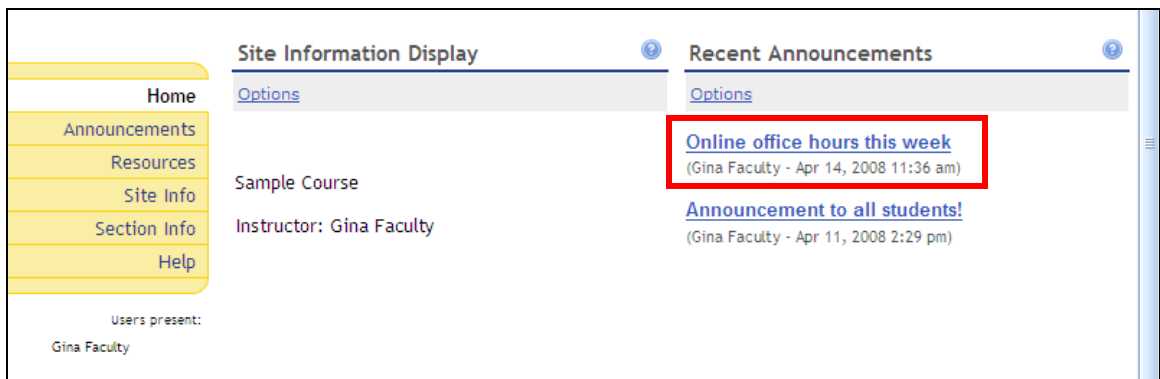 Home
Announcements
Resources
Site Info
Section Info
Help
Users present:
Gina Faculty
Site Information Display
?
Options
Sample Course
Instructor: Gina Faculty
Recent Announcements
?
Options
Online office hours this week
(Gina Faculty - Apr 14, 2008 11:36 am)
Announcement to all students!
(Gina Faculty - Apr 11, 2008 2:29 pm)